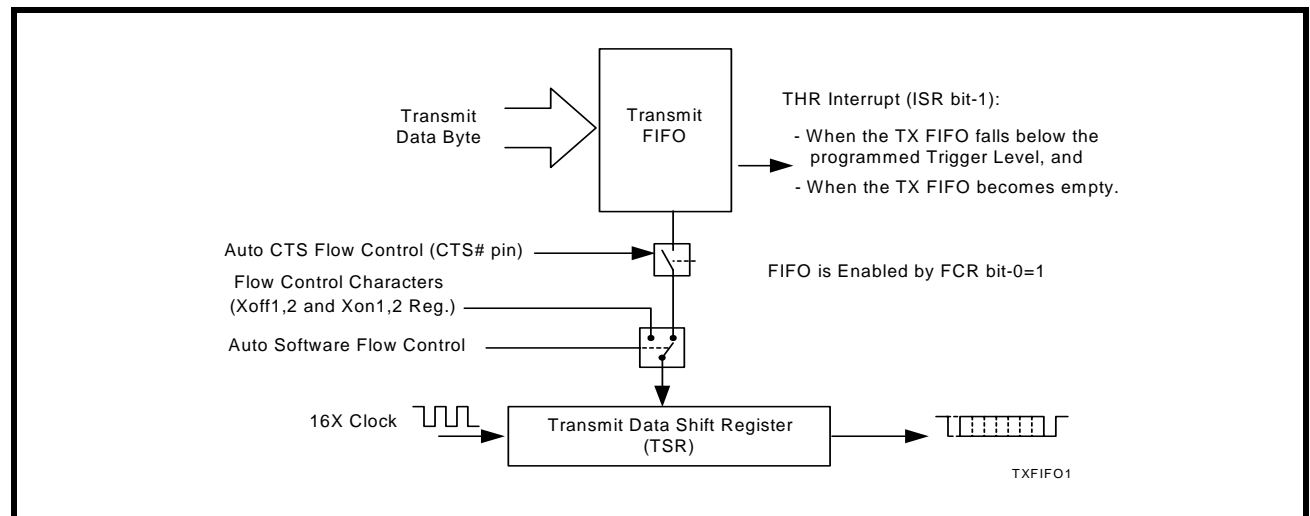 Transmit
Data Byte
Transmit
FIFO
THR Interrupt (ISR bit-1):
- When the TX FIFO falls below the
programmed Trigger Level, and
- When the TX FIFO becomes empty.
Auto CTS Flow Control (CTS# pin)
FIFO is Enabled by FCR bit-0=1
Flow Control Characters
(Xoff1,2 and Xon1,2 Reg.)
Auto Software Flow Control
16X Clock
Transmit Data Shift Register
(TSR)
TXFIFO1